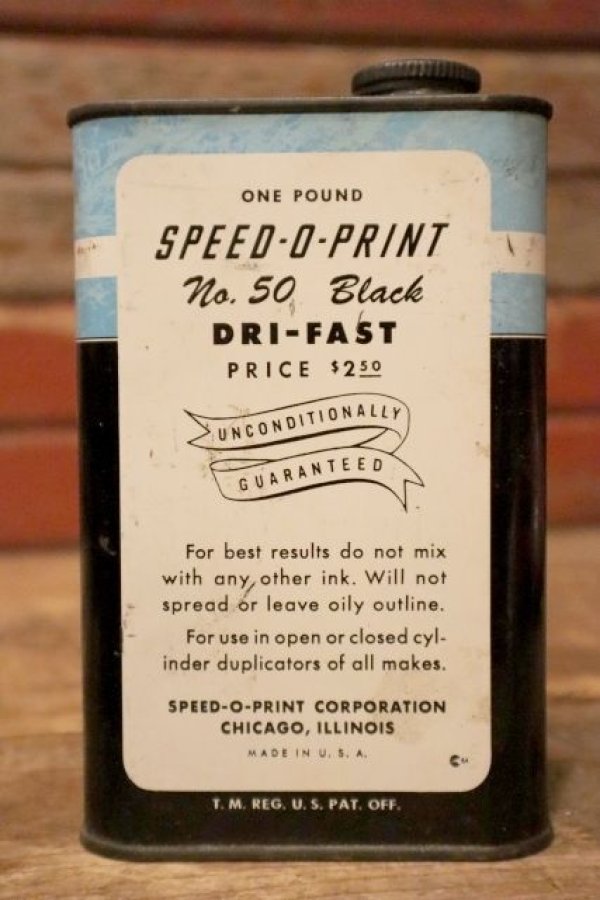 ONE POUND
SPEED-O-PRINT
No. 50 Black
DRI-FAST
PRICE $2 50
UNCONDITIONALLY
GUARANTEED
For best results do not mix
with any other ink. Will not
spread or leave oily outline.
For use in open or closed cyl-
inder duplicators of all makes.
SPEED-O-PRINT CORPORATION
CHICAGO, ILLINOIS
MADE IN U. S. A.
T. M. REG. U. S. PAT. OFF.